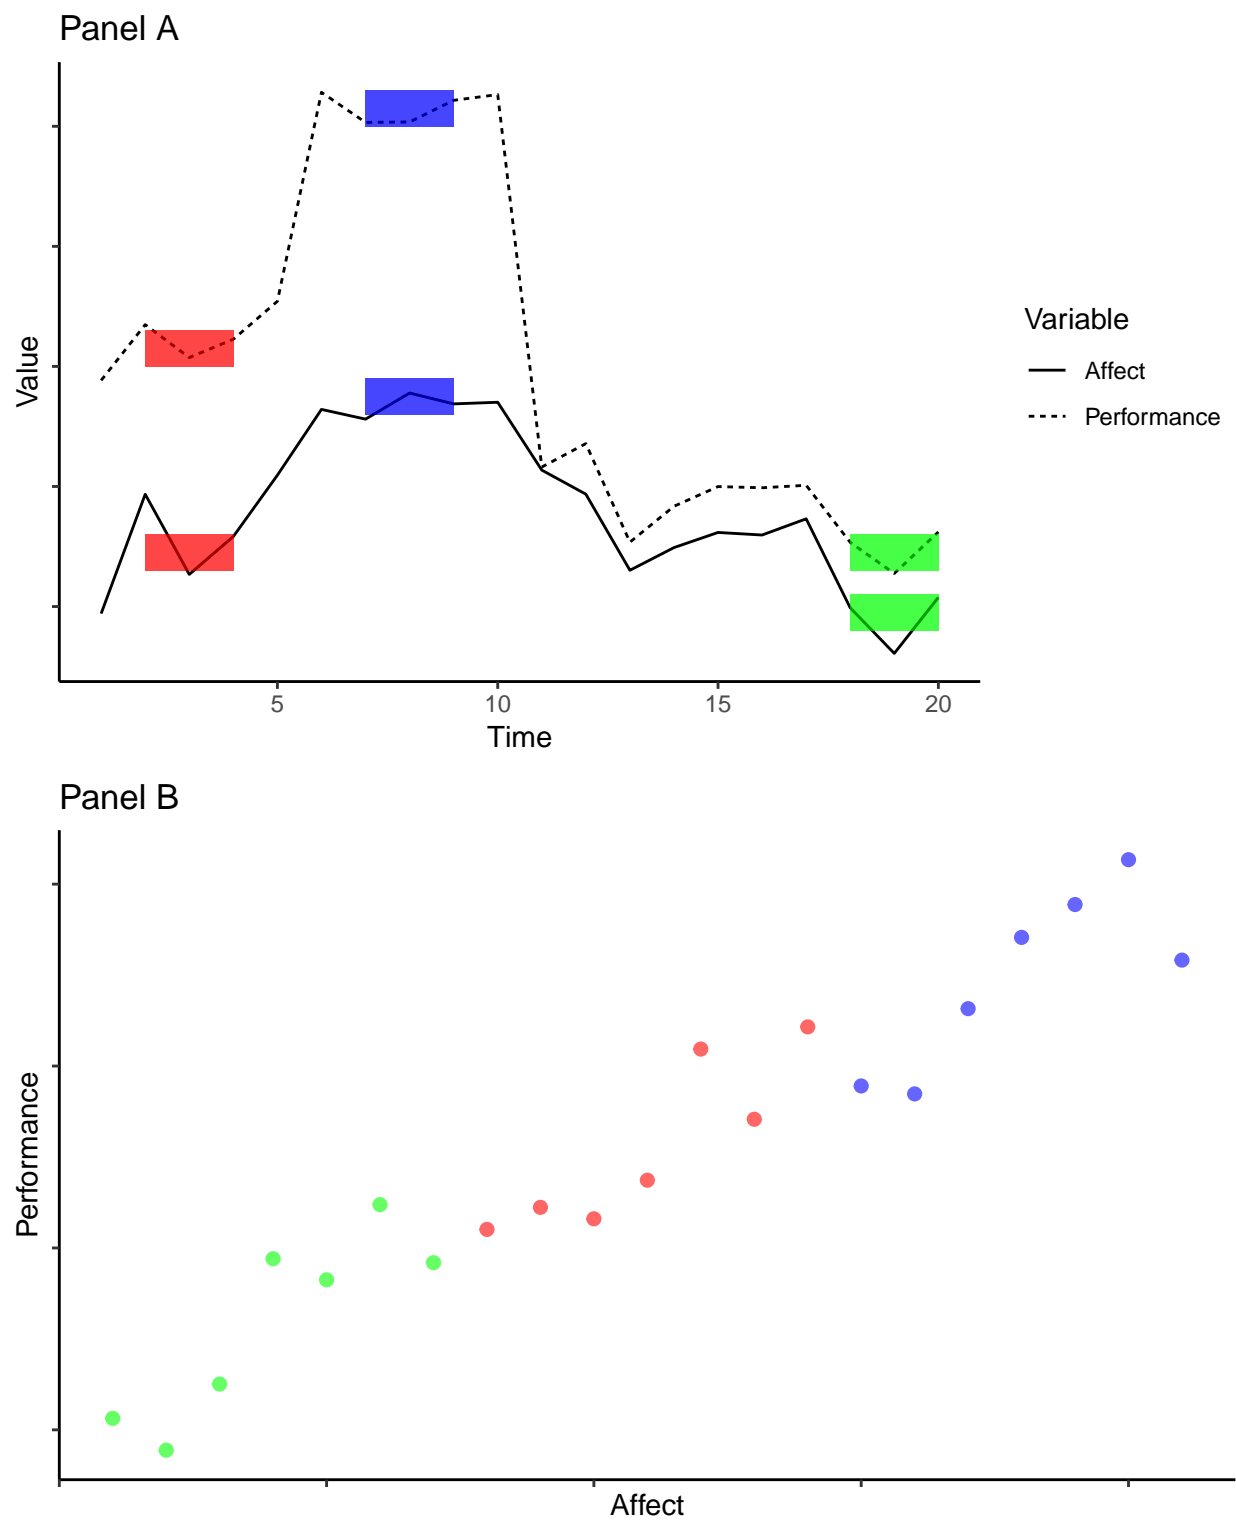 Panel A
Value
Variable
Affect
Performance
5 10 15 20
Time
Panel B
Performance
Affect